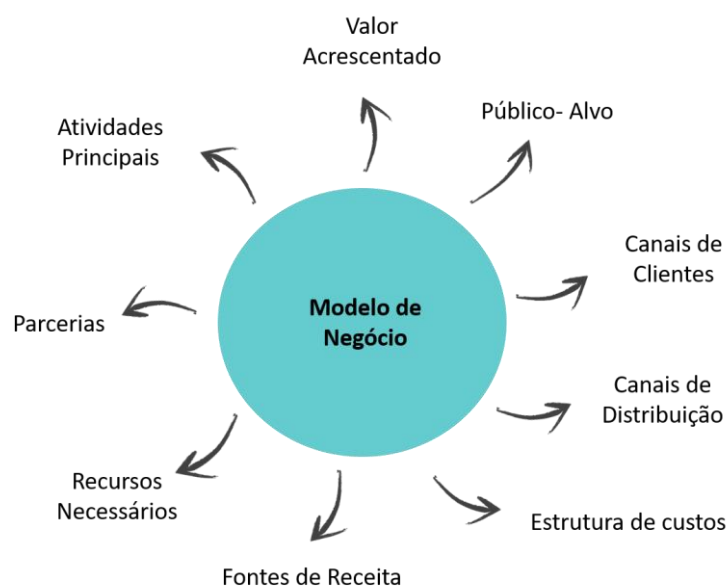 Valor
Acrescentado
Público- Alvo
Atividades
Principais
Canais de
Clientes
Modelo de
Negócio
Parcerias
Canais de
Distribuição
Recursos
Necessários
Estrutura de custos
Fontes de Receita